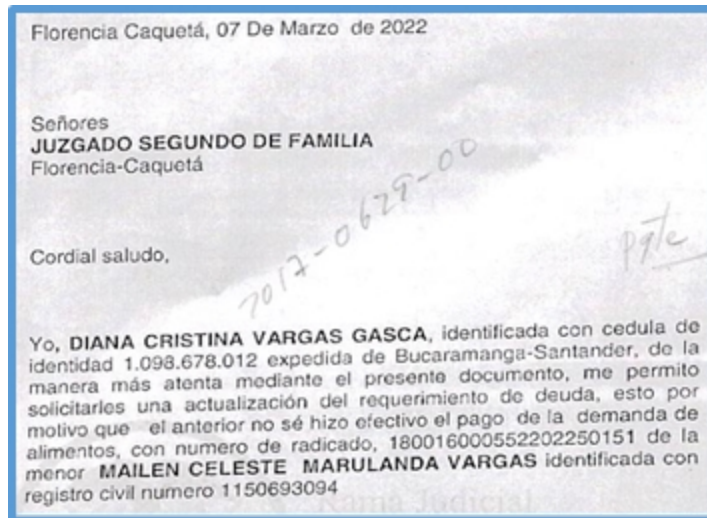 Florencia Caquetá, 07 De Marzo de 2022
Señores
JUZGADO SEGUNDO DE FAMILIA
Florencia-Caquetá
2017-0629-00
Cordial saludo,
pqte
Yo, DIANA CRISTINA VARGAS GASCA, identificada con cedula de
identidad 1.098.678.012 expedida de Bucaramanga-Santander, de la
manera más atenta mediante el presente documento, me permito
solicitarles una actualización del requerimiento de deuda, esto por
motivo que el anterior no sé hizo efectivo el pago de la demanda de
alimentos, con numero de radicado, 180016000552202250151 de la
menor MAILEN CELESTE MARULANDA VARGAS identificada con
registro civil numero 1150693094
Rama Judicial